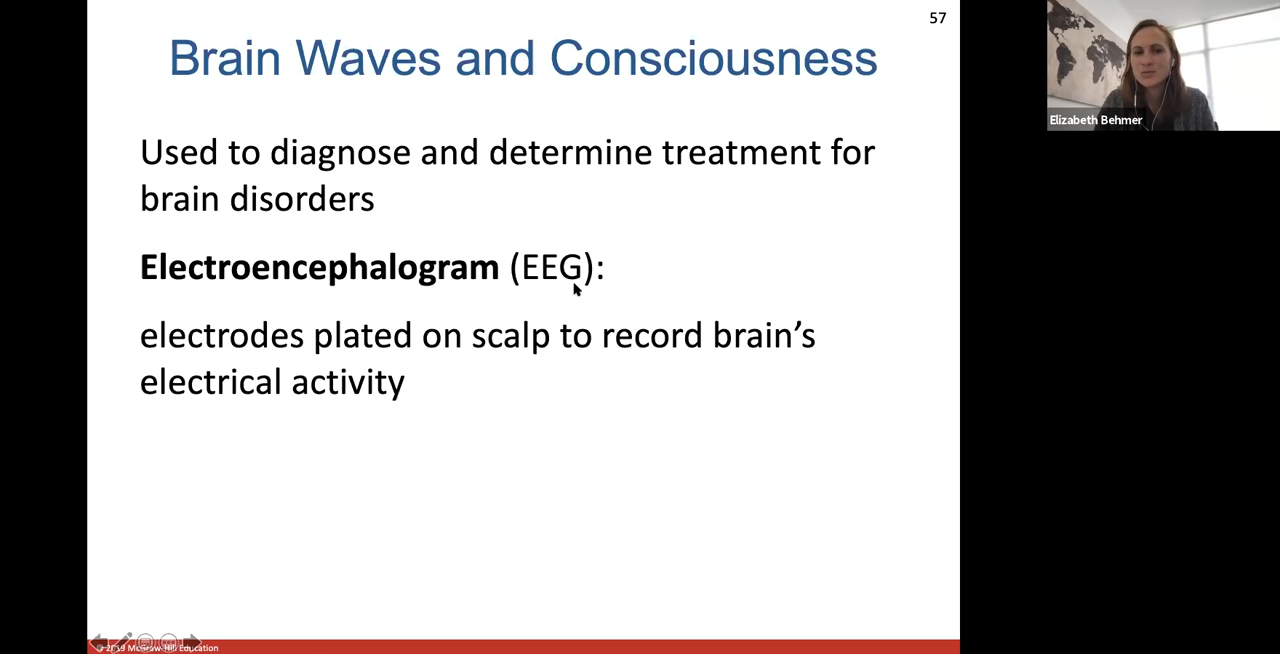 57
Brain Waves and Consciousness
Used to diagnose and determine treatment for
brain disorders
Electroencephalogram (EEG):
electrodes plated on scalp to record brain’s
electrical activity
Elizabeth Behmer
© 2019 McGraw-Hill Education